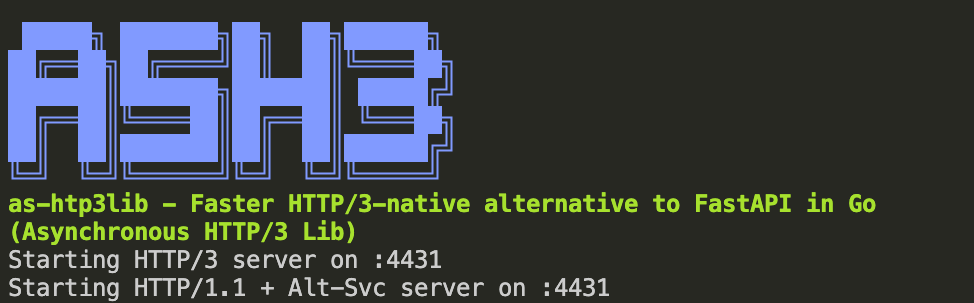 ASH3
as-htp3lib - Faster HTTP/3-native alternative to FastAPI in Go
(Asynchronous HTTP/3 Lib)
Starting HTTP/3 server on :4431
Starting HTTP/1.1 + Alt-Svc server on :4431